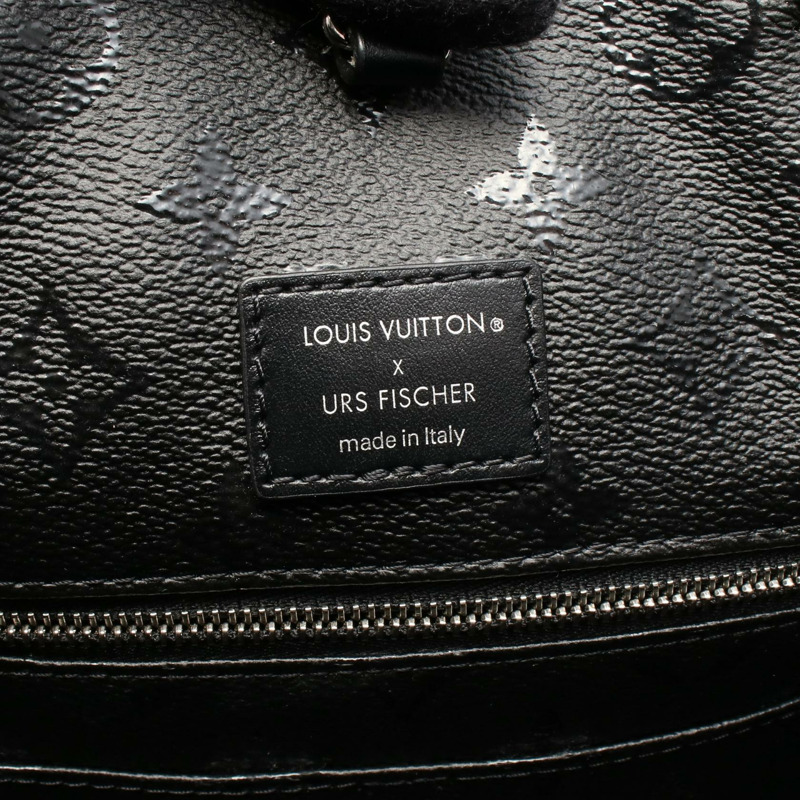 LOUIS VUITTON®
X
URS FISCHER
made in Italy